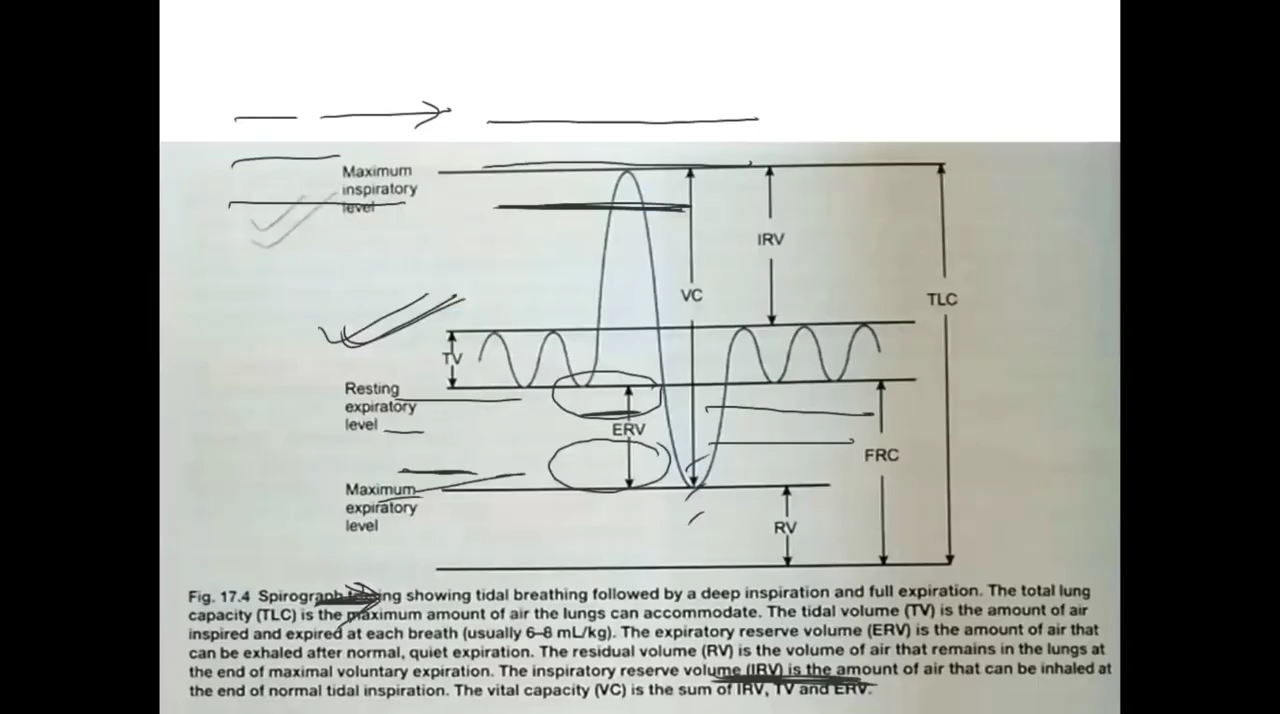 Maximum
inspiratory
level
IRV
VC
TLC
TV
Resting
expiratory
level
ERV
FRC
Maximum
expiratory
level
RV
Fig. 17.4 Spirograph tracing showing tidal breathing followed by a deep inspiration and full expiration. The total lung
capacity (TLC) is the maximum amount of air the lungs can accommodate. The tidal volume (TV) is the amount of air
inspired and expired at each breath (usually 6–8 mL/kg). The expiratory reserve volume (ERV) is the amount of air that
can be exhaled after normal, quiet expiration. The residual volume (RV) is the volume of air that remains in the lungs at
the end of maximal voluntary expiration. The inspiratory reserve volume (IRV) is the amount of air that can be inhaled at
the end of normal tidal inspiration. The vital capacity (VC) is the sum of IRV, TV and ERV.